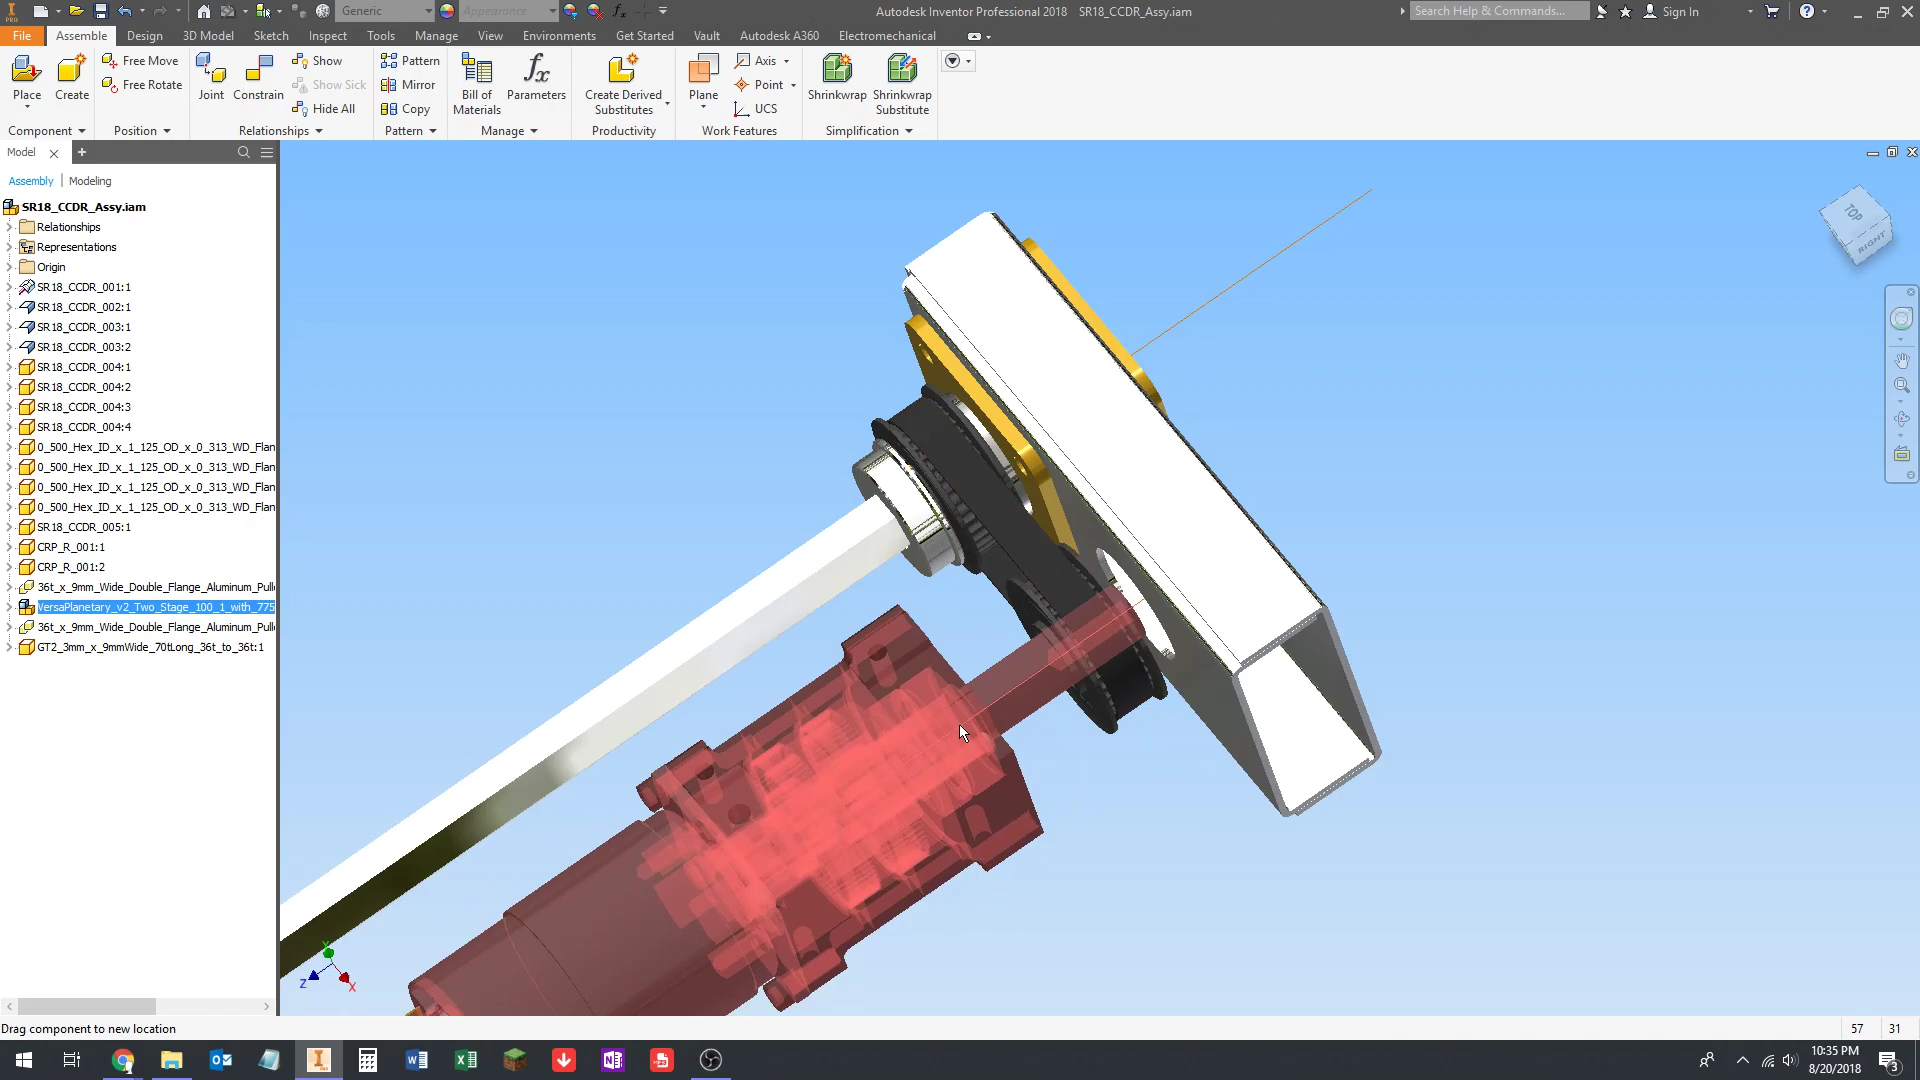 PRO
Generic
Appearance
Autodesk Inventor Professional 2018 SR18_CCDR_Assy.iam
Search Help & Commands...
Sign In
File Assemble Design 3D Model Sketch Inspect Tools Manage View Environments Get Started Vault Autodesk A360 Electromechanical
Place
Create
Free Move
Free Rotate
Joint
Constrain
Show
Show Sick
Hide All
Pattern
Mirror
Copy
Bill of
Materials
Parameters
Create Derived
Substitutes
Plane
Axis
Point
UCS
Shrinkwrap
Shrinkwrap
Substitute
Component Position Relationships Pattern Manage Productivity Work Features Simplification
Model
Assembly Modeling
SR18_CCDR_Assy.iam
Relationships
Representations
Origin
SR18_CCDR_001:1
SR18_CCDR_002:1
SR18_CCDR_003:1
SR18_CCDR_003:2
SR18_CCDR_004:1
SR18_CCDR_004:2
SR18_CCDR_004:3
SR18_CCDR_004:4
0_500_Hex_ID_x_1_125_OD_x_0_313_WD_Flan
0_500_Hex_ID_x_1_125_OD_x_0_313_WD_Flan
0_500_Hex_ID_x_1_125_OD_x_0_313_WD_Flan
0_500_Hex_ID_x_1_125_OD_x_0_313_WD_Flan
SR18_CCDR_005:1
CRP_R_001:1
CRP_R_001:2
36t_x_9mm_Wide_Double_Flange_Aluminum_Pull
VersaPlanetary_v2_Two_Stage_100_1_with_775
36t_x_9mm_Wide_Double_Flange_Aluminum_Pull
GT2_3mm_x_9mmWide_70tLong_36t_to_36t:1
TOP
RIGHT
Y
Z
X
Drag component to new location
57 31
10:35 PM
8/20/2018
3